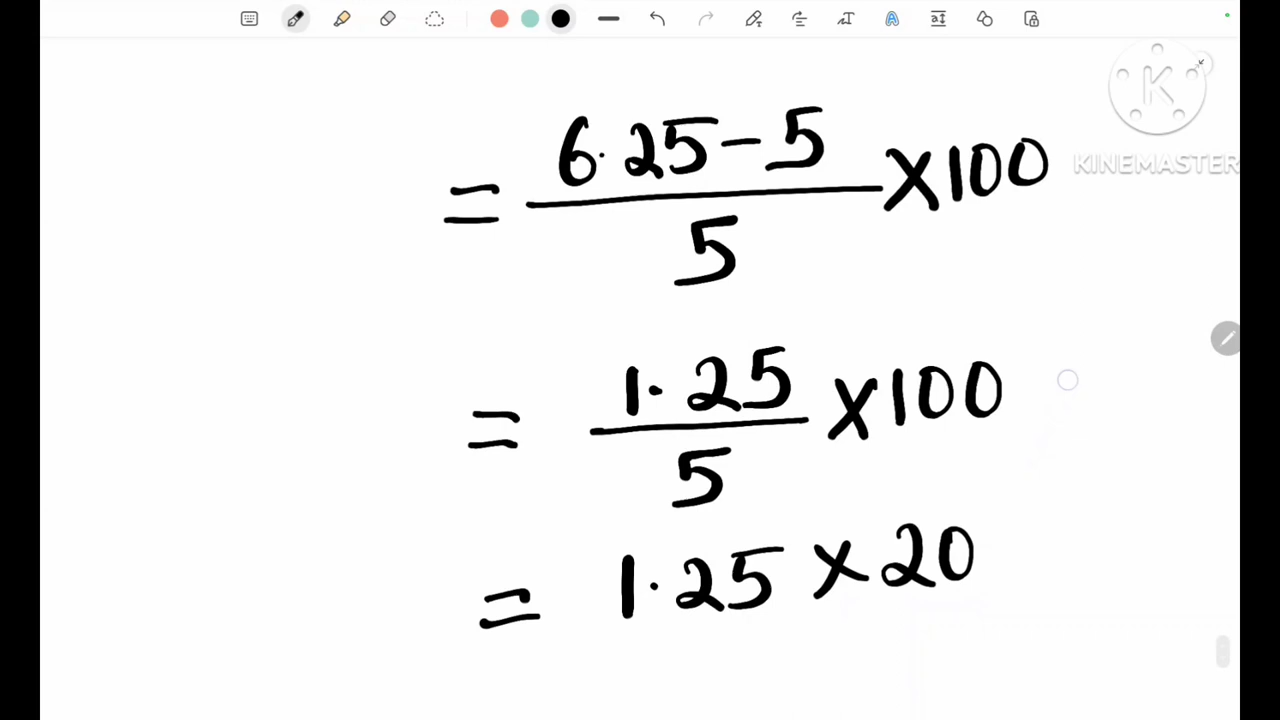 = 6.25-5 ×100
5
KINEMASTER
= 1.25 ×100
5
= 1.25 ×20